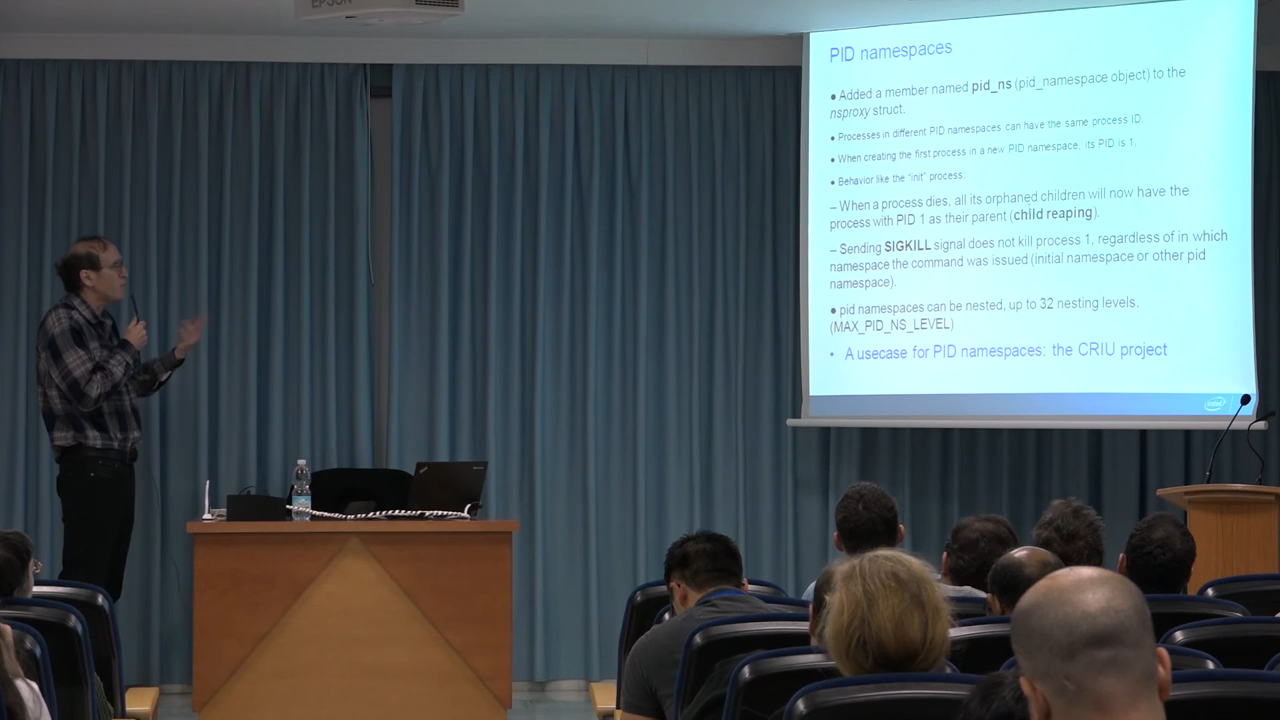 EPSON
PID namespaces
● Added a member named pid_ns (pid_namespace object) to the
nsproxy struct.
● Processes in different PID namespaces can have the same process ID.
● When creating the first process in a new PID namespace, its PID is 1.
● Behavior like the "init" process:
– When a process dies, all its orphaned children will now have the
process with PID 1 as their parent (child reaping).
– Sending SIGKILL signal does not kill process 1, regardless of in which
namespace the command was issued (initial namespace or other pid
namespace).
● pid namespaces can be nested, up to 32 nesting levels.
(MAX_PID_NS_LEVEL)
• A usecase for PID namespaces: the CRIU project
intel